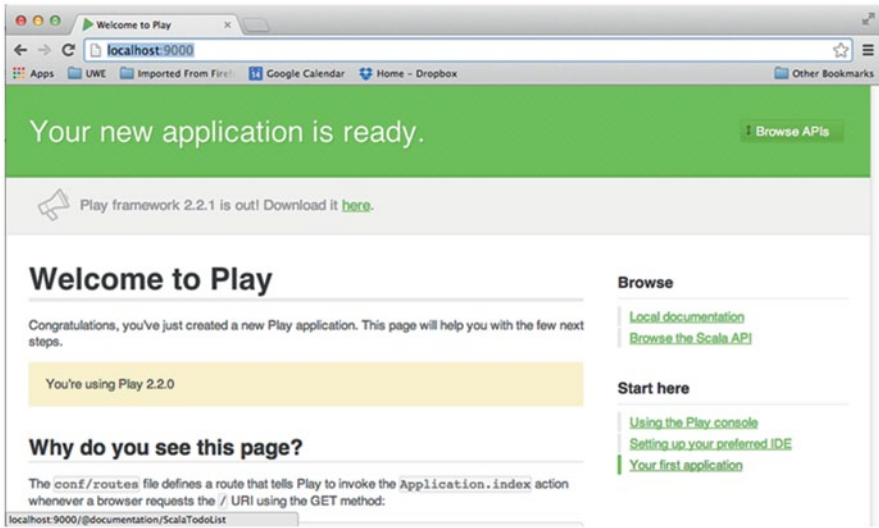 Welcome to Play
localhost:9000
Apps
UWE
Imported From Firef
14
Google Calendar
Home - Dropbox
Other Bookmarks
Your new application is ready.
Browse APIs
Play framework 2.2.1 is out! Download it here.
Welcome to Play
Congratulations, you've just created a new Play application. This page will help you with the few next
steps.
You're using Play 2.2.0
Why do you see this page?
The conf/routes file defines a route that tells Play to invoke the Application.index action
whenever a browser requests the / URI using the GET method:
Browse
Local documentation
Browse the Scala API
Start here
Using the Play console
Setting up your preferred IDE
Your first application
localhost:9000/@documentation/ScalaTodoList